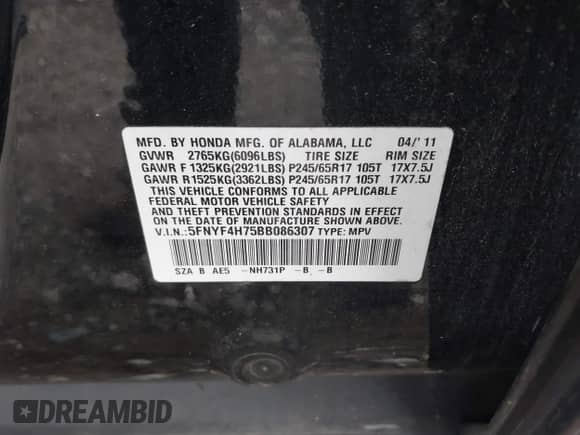 MFD. BY HONDA MFG. OF ALABAMA, LLC 04/'11
GVWR 2765KG(6096LBS) TIRE SIZE RIM SIZE
GAWR F 1325KG(2921LBS) P245/65R17 105T 17X7.5J
GAWR R1525KG(3362LBS) P245/65R17 105T 17X7.5J
THIS VEHICLE CONFORMS TO ALL APPLICABLE
FEDERAL MOTOR VEHICLE SAFETY
AND THEFT PREVENTION STANDARDS IN EFFECT
ON THE DATE OF MANUFACTURE SHOWN ABOVE.
V.I.N.:5FNYF4H75BB086307 TYPE: MPV
SZA B AE5 -NH731P -B -B
DREAMBID